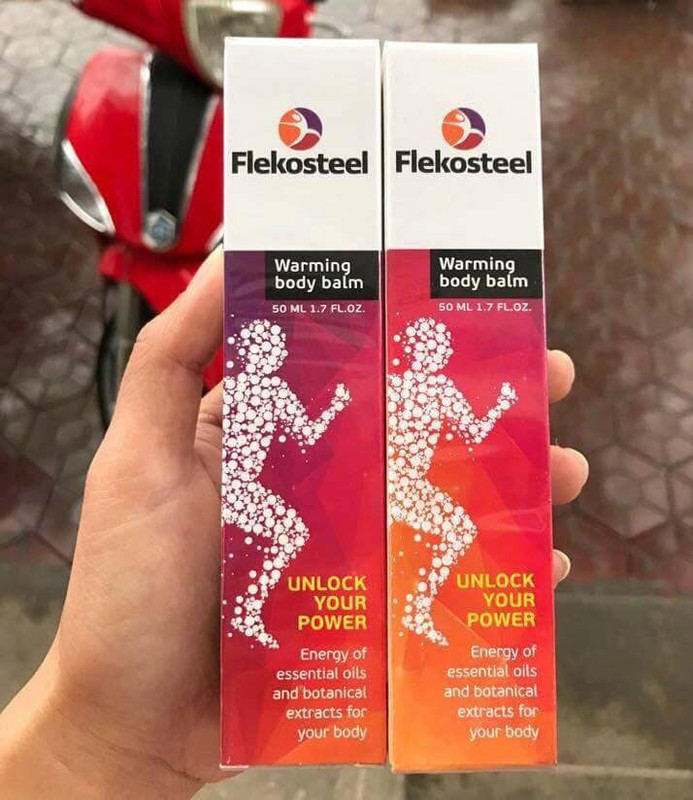 Flekosteel
Warming
body balm
50 ML 1.7 FL.OZ.
UNLOCK
YOUR
POWER
Energy of
essential oils
and botanical
extracts for
your body
Flekosteel
Warming
body balm
50 ML 1.7 FL.OZ.
UNLOCK
YOUR
POWER
Energy of
essential oils
and botanical
extracts for
your body